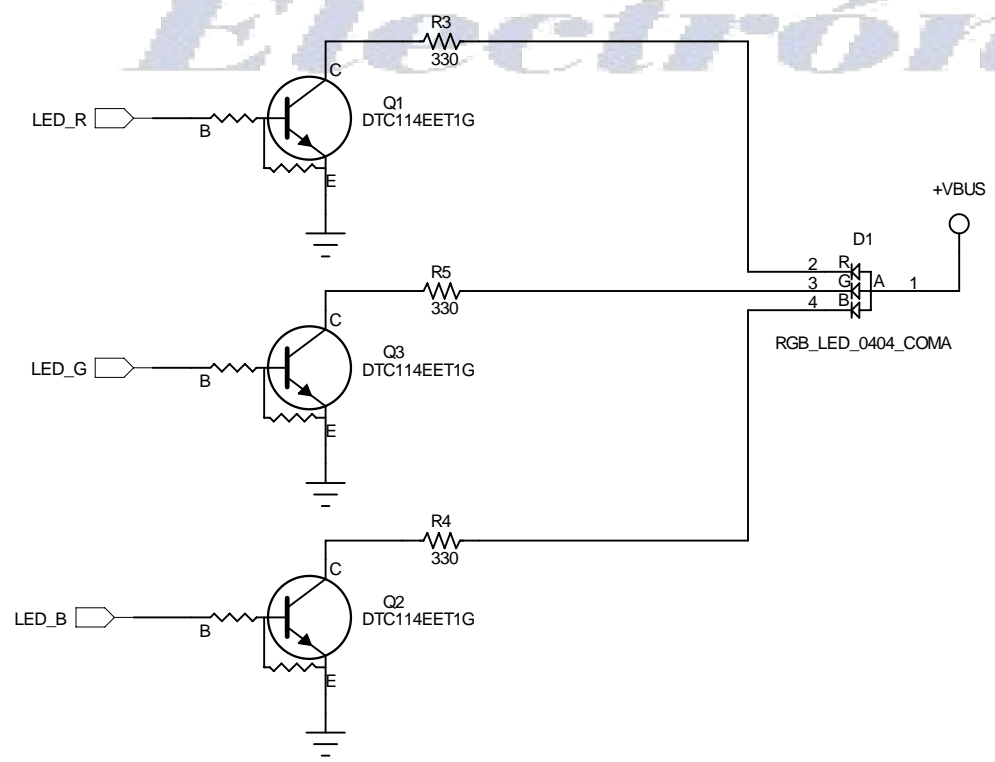 Electrón
R3
330
C
Q1
DTC114EET1G
LED_R
B
E
+VBUS
D1
2 R
3 G A 1
4 B
RGB_LED_0404_COMA
R5
330
C
Q3
DTC114EET1G
LED_G
B
E
R4
330
C
Q2
DTC114EET1G
LED_B
B
E